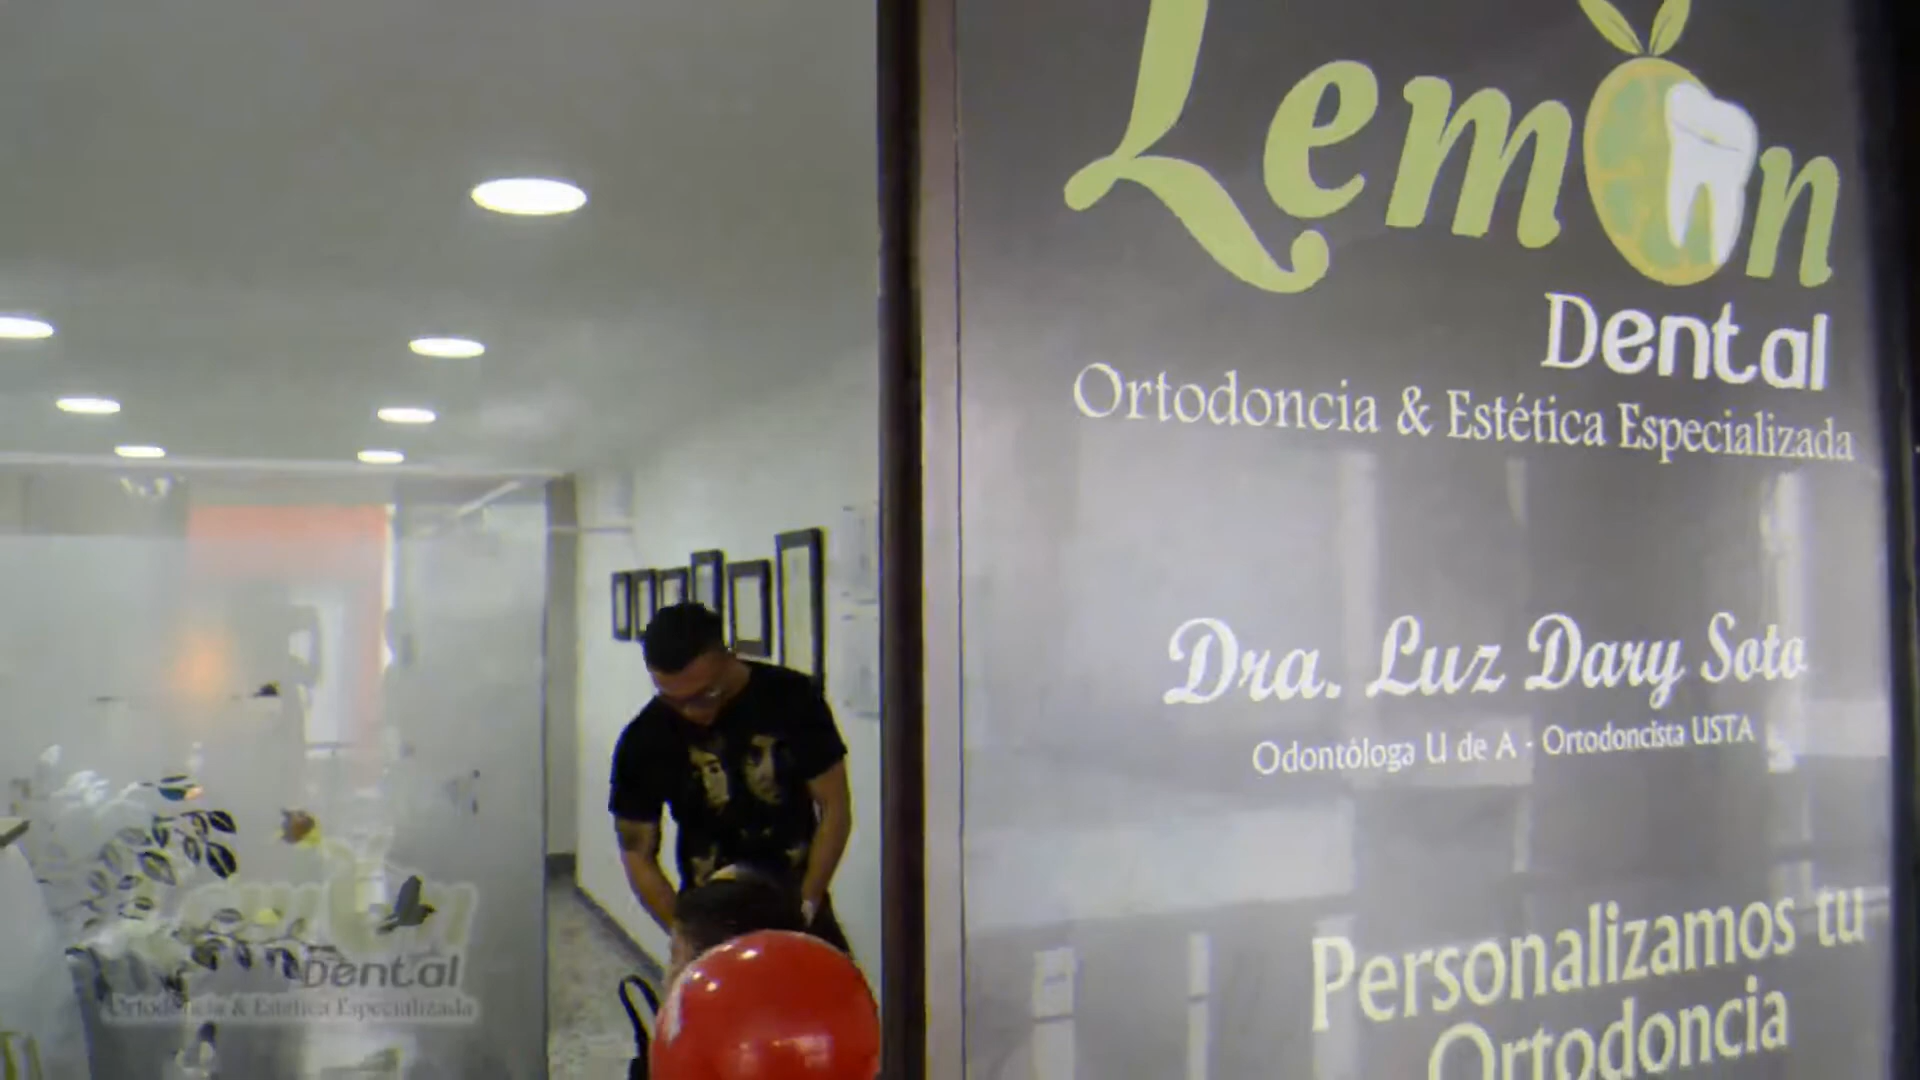 Lemon
Dental
Ortodoncia & Estética Especializada
Dra. Luz Dary Soto
Odontóloga U de A - Ortodoncista USTA
Personalizamos tu
Ortodoncia
Lemon
Dental
Ortodoncia & Estética Especializada